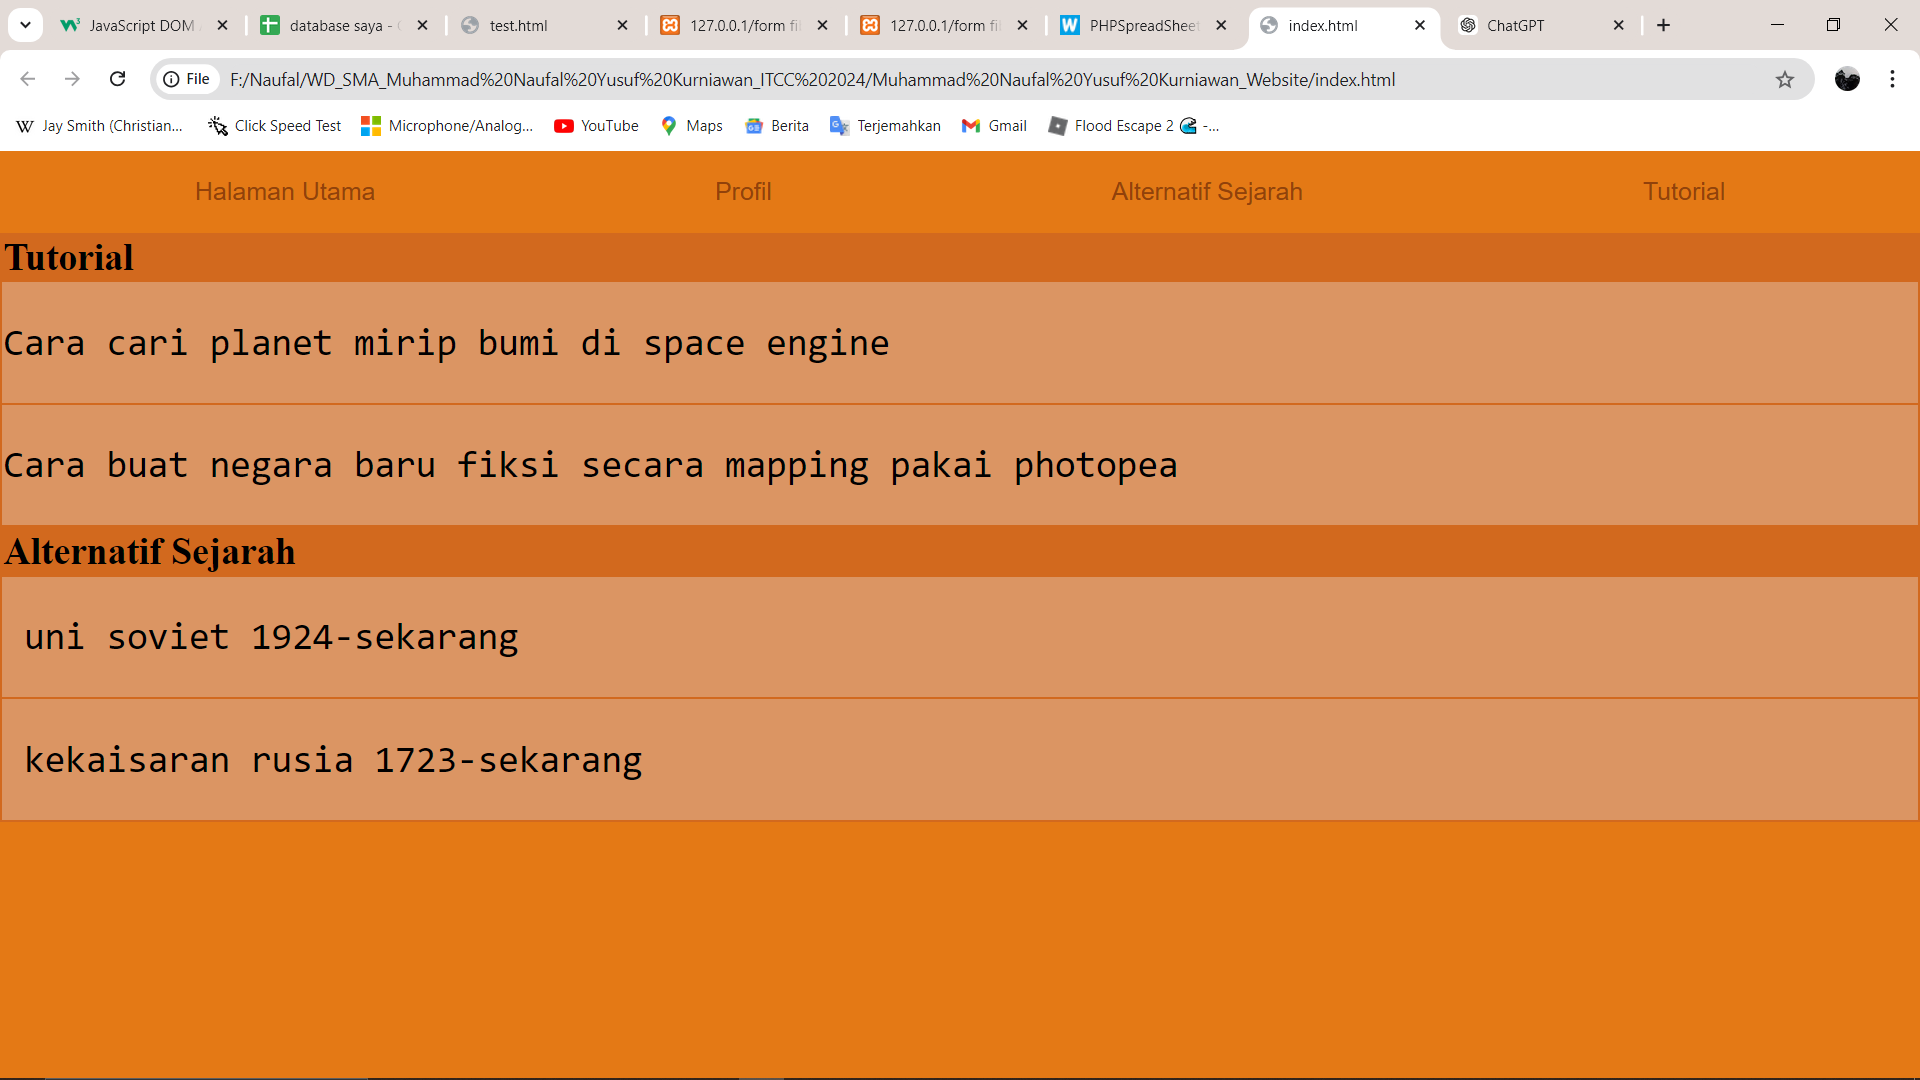 JavaScript DOM
database saya -
test.html
127.0.0.1/form fi
127.0.0.1/form fi
PHPSpreadSheet
index.html
ChatGPT
File
F:/Naufal/WD_SMA_Muhammad%20Naufal%20Yusuf%20Kurniawan_ITCC%202024/Muhammad%20Naufal%20Yusuf%20Kurniawan_Website/index.html
Jay Smith (Christian...
Click Speed Test
Microphone/Analog...
YouTube
Maps
Berita
Terjemahkan
Gmail
Flood Escape 2 🌊 -...
Halaman Utama
Profil
Alternatif Sejarah
Tutorial
Tutorial
Cara cari planet mirip bumi di space engine
Cara buat negara baru fiksi secara mapping pakai photopea
Alternatif Sejarah
uni soviet 1924-sekarang
kekaisaran rusia 1723-sekarang